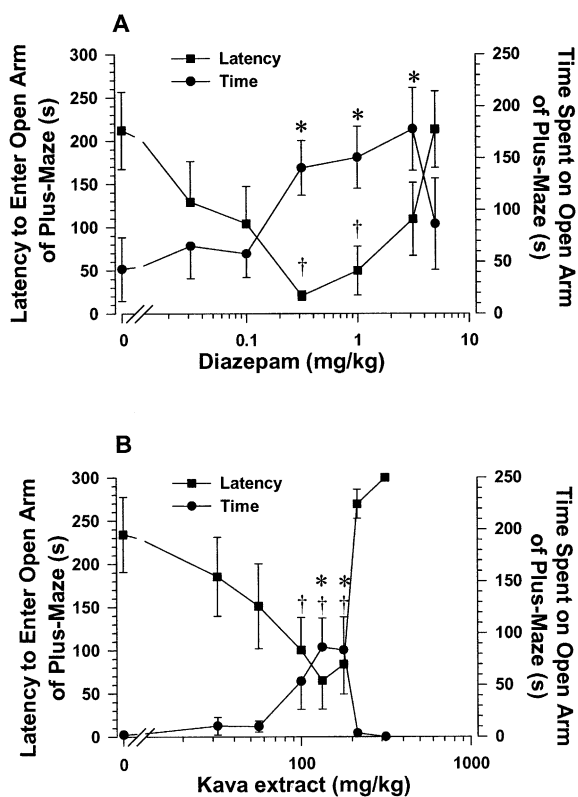 A
Latency to Enter Open Arm
of Plus-Maze (s)
300
250
200
150
100
50
0
Latency
Time
*
*
*
†
†
250
200
150
100
50
0
Time Spent on Open Arm
of Plus-Maze (s)
0
0.1
1
10
Diazepam (mg/kg)
B
Latency to Enter Open Arm
of Plus-Maze (s)
300
250
200
150
100
50
0
Latency
Time
* *
† † †
250
200
150
100
50
0
Time Spent on Open Arm
of Plus-Maze (s)
0
100
1000
Kava extract (mg/kg)